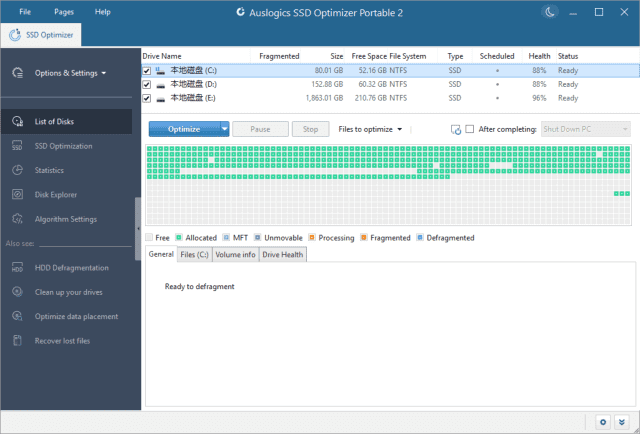 File Pages Help Auslogics SSD Optimizer Portable 2
SSD Optimizer
Options & Settings
List of Disks
SSD Optimization
Statistics
Disk Explorer
Algorithm Settings
Also see:
HDD Defragmentation
Clean up your drives
Optimize data placement
Recover lost files
Drive Name Fragmented Size Free Space File System Type Scheduled Health Status
本地磁盘 (C:) 80.01 GB 52.16 GB NTFS SSD 88% Ready
本地磁盘 (D:) 152.88 GB 60.32 GB NTFS SSD 88% Ready
本地磁盘 (E:) 1,863.01 GB 210.76 GB NTFS SSD 96% Ready
Optimize Pause Stop Files to optimize After completing: Shut Down PC
Free Allocated MFT Unmovable Processing Fragmented Defragmented
General Files (C:) Volume info Drive Health
Ready to defragment